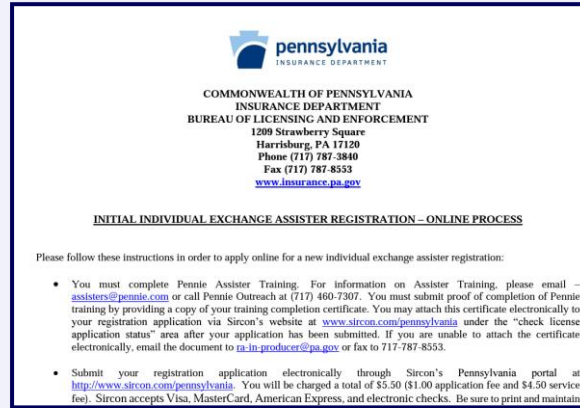 pennsylvania
INSURANCE DEPARTMENT
COMMONWEALTH OF PENNSYLVANIA
INSURANCE DEPARTMENT
BUREAU OF LICENSING AND ENFORCEMENT
1209 Strawberry Square
Harrisburg, PA 17120
Phone (717) 787-3840
Fax (717) 787-8553
www.insurance.pa.gov
INITIAL INDIVIDUAL EXCHANGE ASSISTER REGISTRATION – ONLINE PROCESS
Please follow these instructions in order to apply online for a new individual exchange assister registration:
• You must complete Pennie Assister Training. For information on Assister Training, please email –
assisters@pennie.com or call Pennie Outreach at (717) 460-7307. You must submit proof of completion of Pennie
training by providing a copy of your training completion certificate. You may attach this certificate electronically to
your registration application via Sircon's website at www.sircon.com/pennsylvania under the "check license
application status" area after your application has been submitted. If you are unable to attach the certificate
electronically, email the document to ra-in-producer@pa.gov or fax to 717-787-8553.
• Submit your registration application electronically through Sircon's Pennsylvania portal at
http://www.sircon.com/pennsylvania. You will be charged a total of $5.50 ($1.00 application fee and $4.50 service
fee). Sircon accepts Visa, MasterCard, American Express, and electronic checks. Be sure to print and maintain